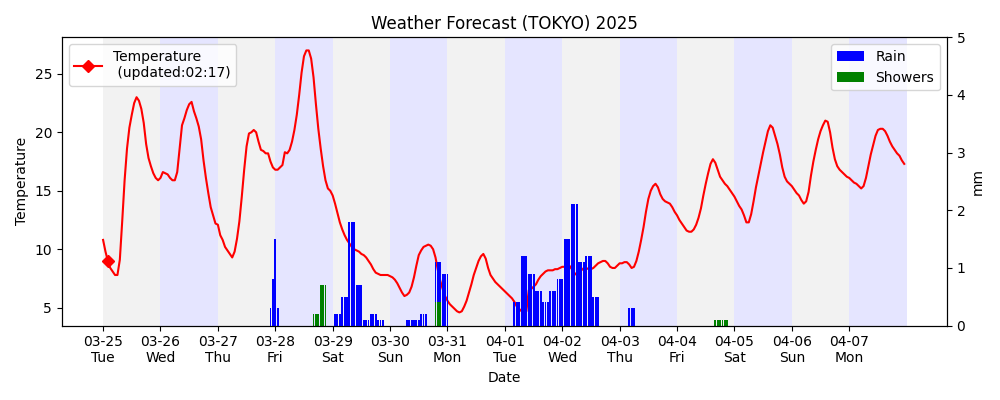 Weather Forecast (TOKYO) 2025
Temperature
(updated:02:17)
Rain
Showers
25
20
15
10
5
Temperature
5
4
3
2
1
0
mm
03-25 03-26 03-27 03-28 03-29 03-30 03-31 04-01 04-02 04-03 04-04 04-05 04-06 04-07
Tue Wed Thu Fri Sat Sun Mon Tue Wed Thu Fri Sat Sun Mon
Date